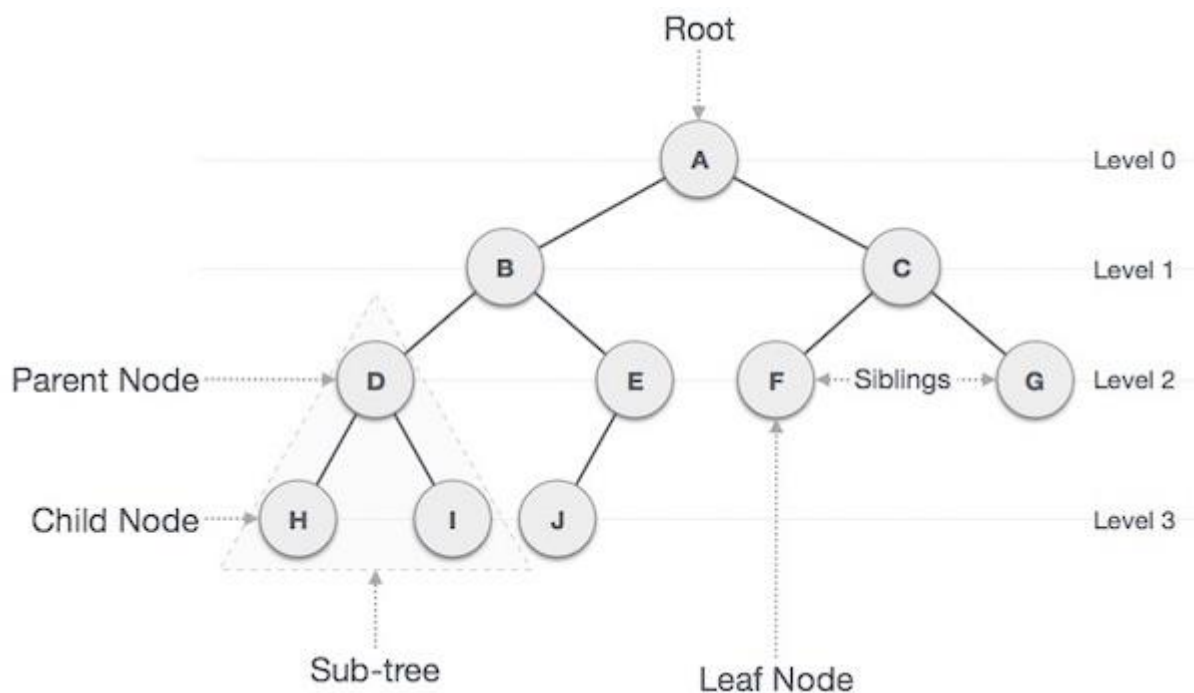 Root
A
Level 0
B
C
Level 1
Parent Node
D
E
F
Siblings
G
Level 2
Child Node
H
I
J
Level 3
Sub-tree
Leaf Node